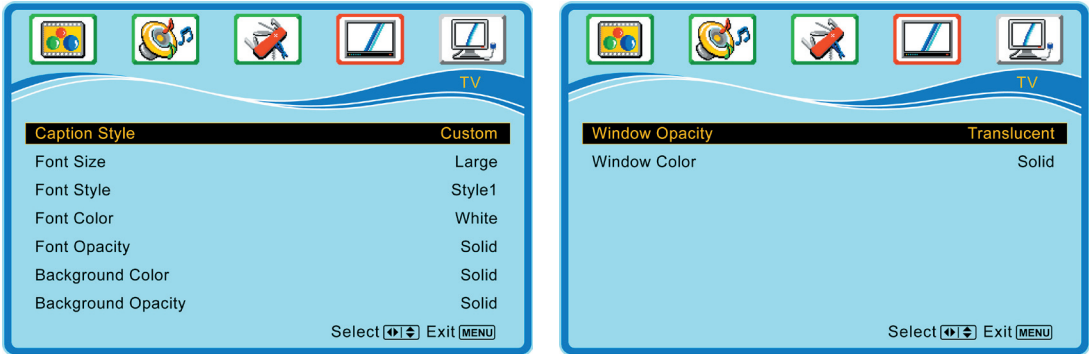 TV
Caption Style Custom
Font Size Large
Font Style Style1
Font Color White
Font Opacity Solid
Background Color Solid
Background Opacity Solid
Select Exit MENU
TV
Window Opacity Translucent
Window Color Solid
Select Exit MENU